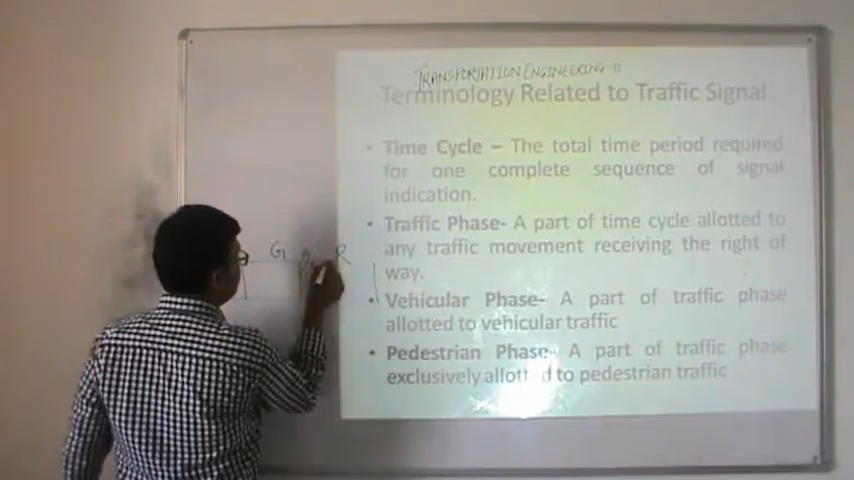 TRANSPORTATION ENGINEERING-II
Terminology Related to Traffic Signal
• Time Cycle – The total time period required
for one complete sequence of signal
indication.
• Traffic Phase- A part of time cycle allotted to
any traffic movement receiving the right of
way.
• Vehicular Phase- A part of traffic phase
allotted to vehicular traffic
• Pedestrian Phase- A part of traffic phase
exclusively allotted to pedestrian traffic
G R